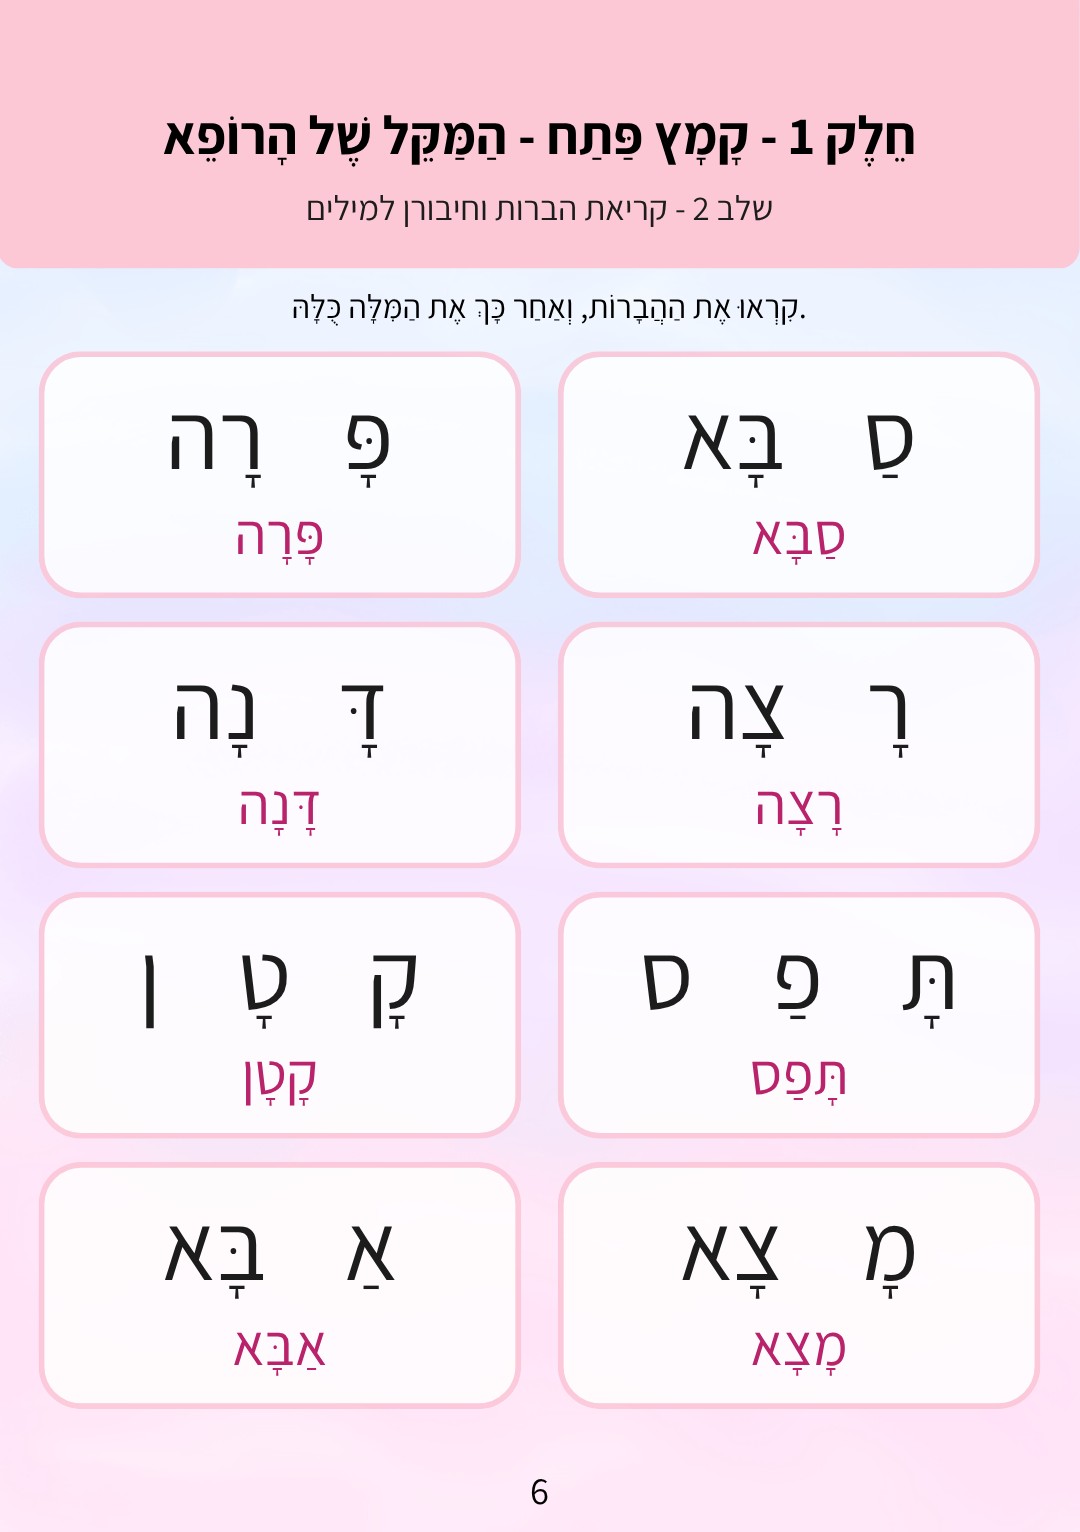 חֵלֶק 1 - קָמָץ פַּתַח - הַמַּקֵּל שֶׁל הָרוֹפֵא
שלב 2 - קריאת הברות וחיבורן למילים
קִרְאוּ אֶת הַהֲבָרוֹת, וְאַחַר כָּךְ אֶת הַמִּלָּה כֻּלָּהּ.
סַ בָּא
סַבָּא
פָּ רָה
פָּרָה
רָ צָה
רָצָה
דָּ נָה
דָּנָה
תָּ פַ ס
תָּפַס
קָ טָ ן
קָטָן
מָ צָא
מָצָא
אַ בָּא
אַבָּא
6